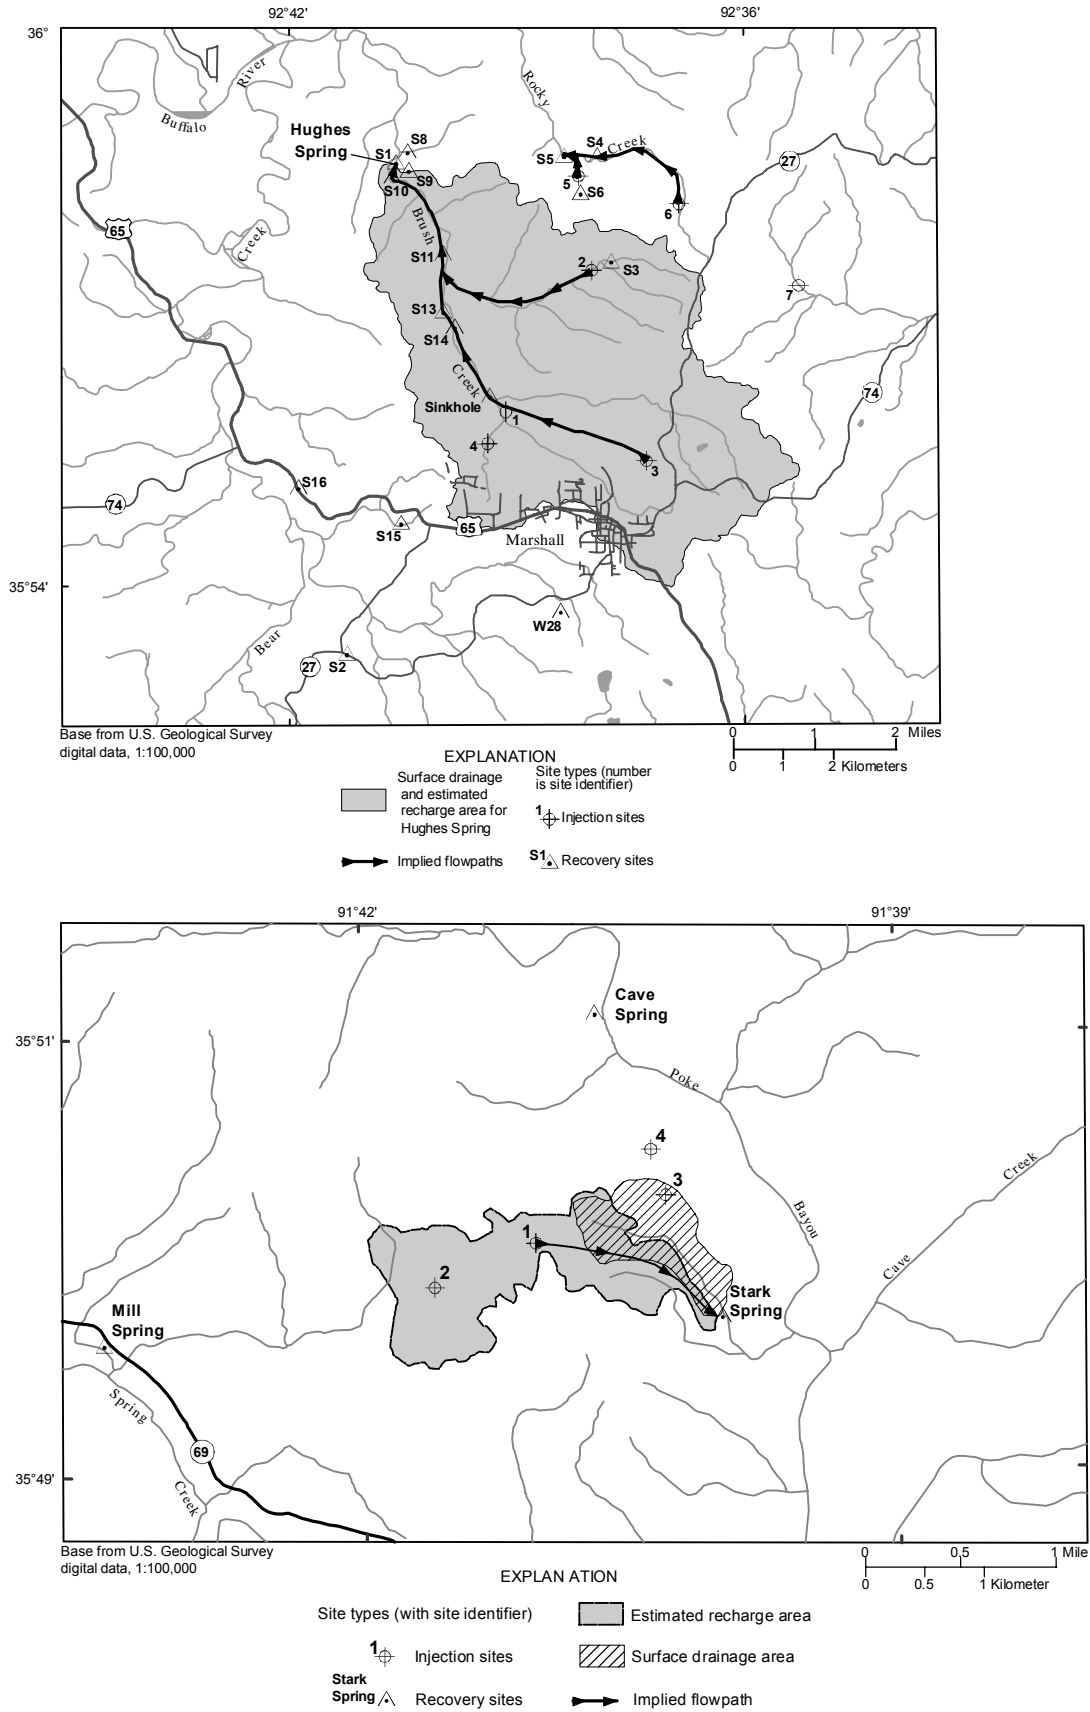 92°42'
92°36'
36°
River
Buffalo
Rocky
Hughes
Spring
S8
S1
S9
S10
S4
Creek
S5
5
S6
6
27
65
Creek
Brush
S11
2
S3
7
S13
S14
Creek
74
Sinkhole
1
4
3
S16
74
S15
65
Marshall
35°54'
W28
Bear
27
S2
Base from U.S. Geological Survey
digital data, 1:100,000
0 1 2 Miles
0 1 2 Kilometers
EXPLANATION
Surface drainage
and estimated
recharge area for
Hughes Spring
Site types (number
is site identifier)
1 Injection sites
Implied flowpaths
S1 Recovery sites
91°42'
91°39'
Cave
Spring
35°51'
Poke
4
3
Creek
Bayou
1
2
Cave
Stark
Spring
Mill
Spring
Spring
69
35°49'
Creek
Base from U.S. Geological Survey
digital data, 1:100,000
0 0.5 1 Mile
0 0.5 1 Kilometer
EXPLAN ATION
Site types (with site identifier)
Estimated recharge area
1 Injection sites
Surface drainage area
Stark
Spring Recovery sites
Implied flowpath